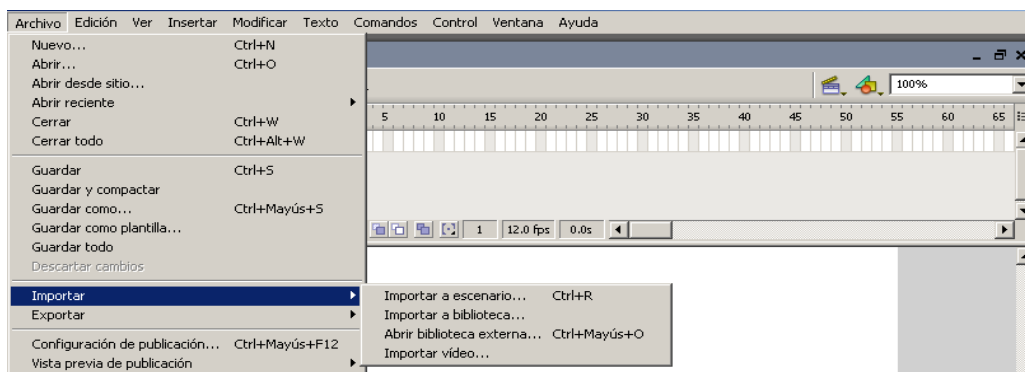 Archivo Edición Ver Insertar Modificar Texto Comandos Control Ventana Ayuda
Nuevo... Ctrl+N
Abrir... Ctrl+O
Abrir desde sitio...
100%
Abrir reciente
Cerrar Ctrl+W
5 10 15 20 25 30 35 40 45 50 55 60 65
Cerrar todo Ctrl+Alt+W
Guardar Ctrl+S
Guardar y compactar
Guardar como... Ctrl+Mayús+S
Guardar como plantilla...
1 12.0 fps 0.0s
Guardar todo
Descartar cambios
Importar
Exportar
Configuración de publicación... Ctrl+Mayús+F12
Vista previa de publicación
Importar a escenario... Ctrl+R
Importar a biblioteca...
Abrir biblioteca externa... Ctrl+Mayús+O
Importar vídeo...